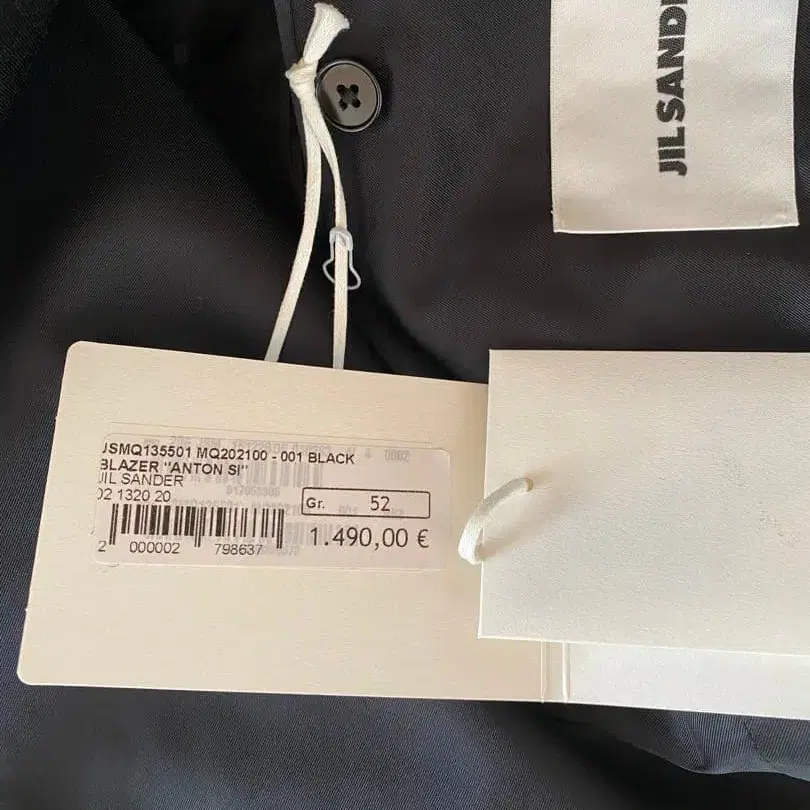 JIL SANDE
JSMQ135501 MQ202100 - 001 BLACK
BLAZER "ANTON SI"
JIL SANDER
02 1320 20
Gr. 52
2 000002 798637
1.490,00 €